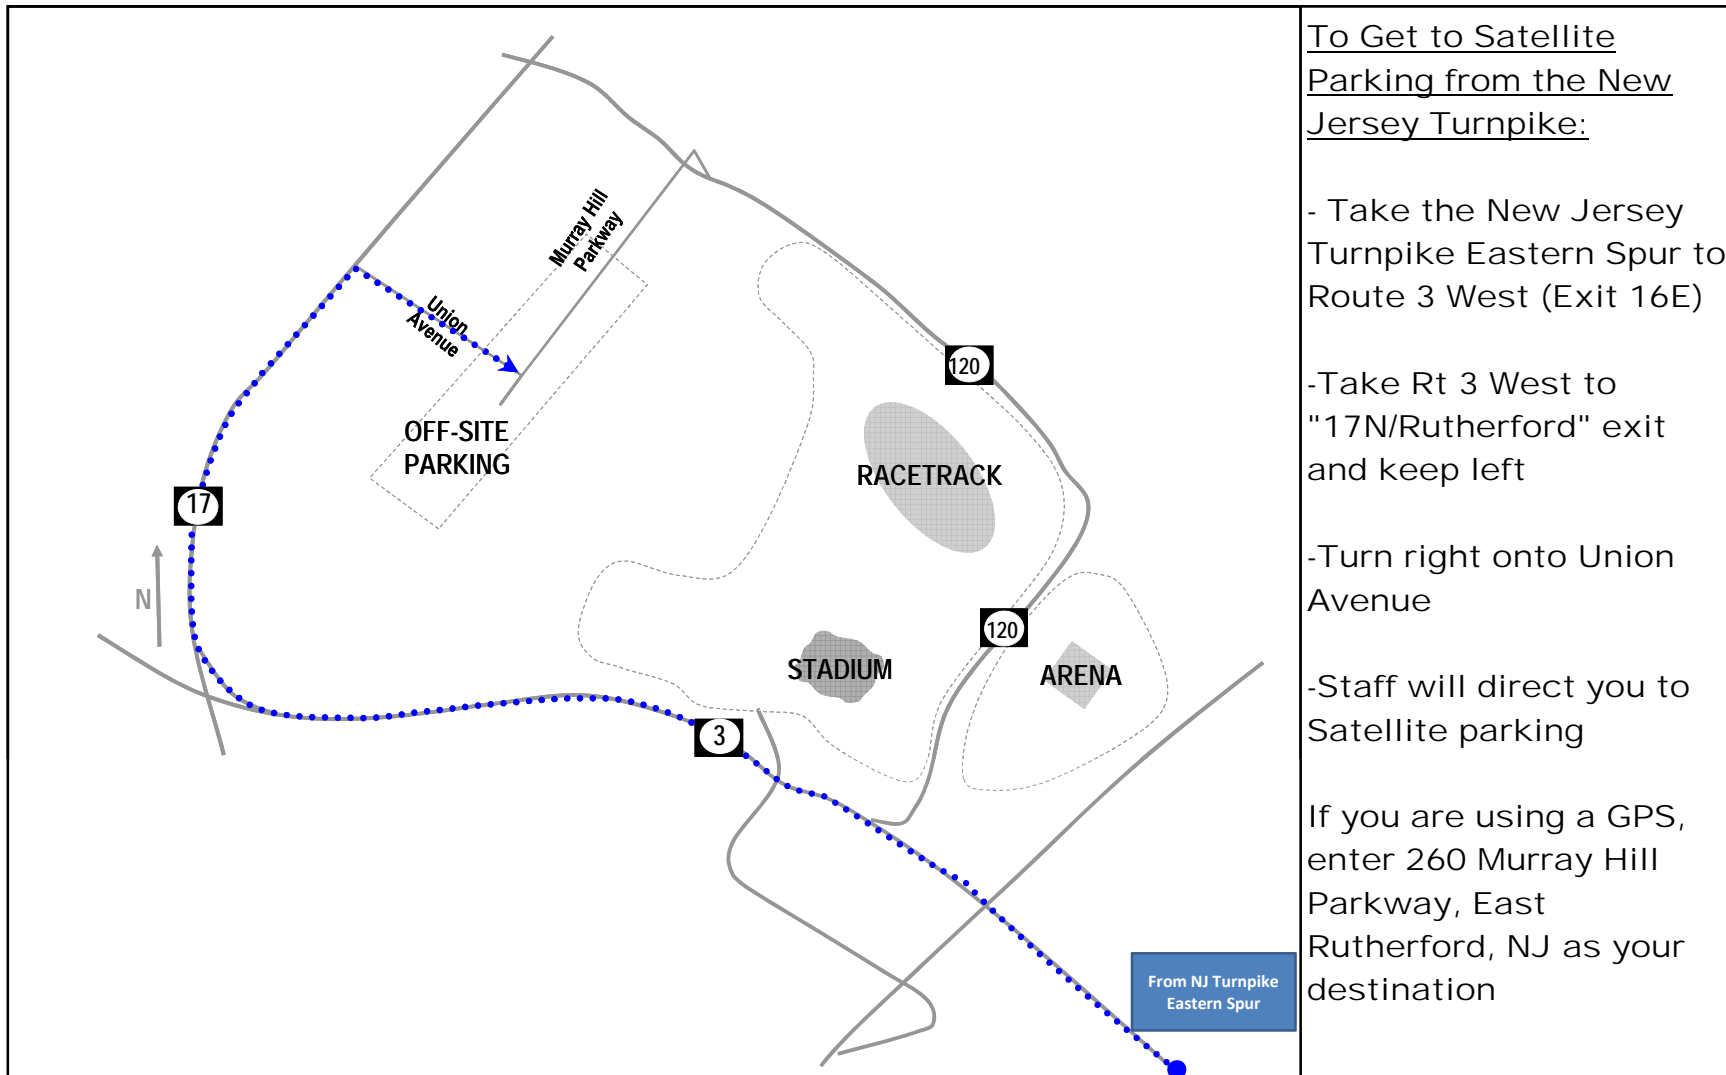 Murray Hill
Parkway
Union
Avenue
OFF-SITE
PARKING
120
RACETRACK
17
N
120
STADIUM
ARENA
3
From NJ Turnpike
Eastern Spur
To Get to Satellite
Parking from the New
Jersey Turnpike:
- Take the New Jersey
Turnpike Eastern Spur to
Route 3 West (Exit 16E)
-Take Rt 3 West to
"17N/Rutherford" exit
and keep left
-Turn right onto Union
Avenue
-Staff will direct you to
Satellite parking
If you are using a GPS,
enter 260 Murray Hill
Parkway, East
Rutherford, NJ as your
destination